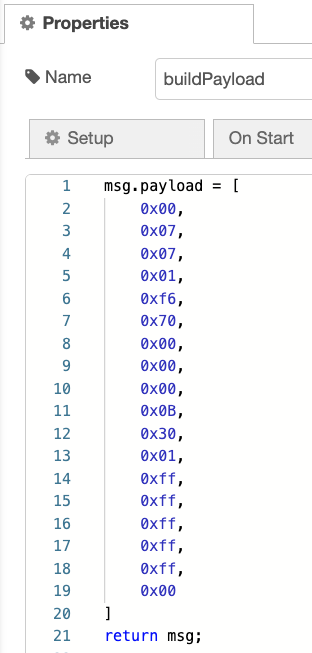 Properties
Name
buildPayload
Setup
On Start
1 msg.payload = [
2 0x00,
3 0x07,
4 0x07,
5 0x01,
6 0xf6,
7 0x70,
8 0x00,
9 0x00,
10 0x00,
11 0x0B,
12 0x30,
13 0x01,
14 0xff,
15 0xff,
16 0xff,
17 0xff,
18 0xff,
19 0x00
20 ]
21 return msg;